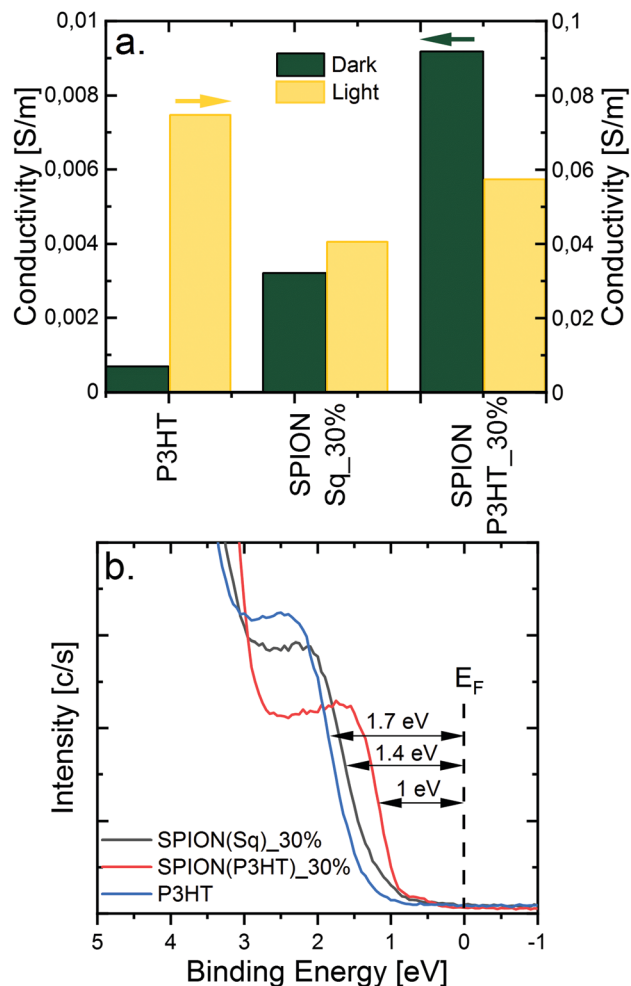 a.
Conductivity [S/m]
0,01
0,008
0,006
0,004
0,002
0
Dark
Light
0,1
0,08
0,06
0,04
0,02
0
Conductivity [S/m]
P3HT
SPION
Sq_30%
SPION
P3HT_30%
b.
Intensity [c/s]
E_F
1.7 eV
1.4 eV
1 eV
SPION(Sq)_30%
SPION(P3HT)_30%
P3HT
5 4 3 2 1 0 -1
Binding Energy [eV]